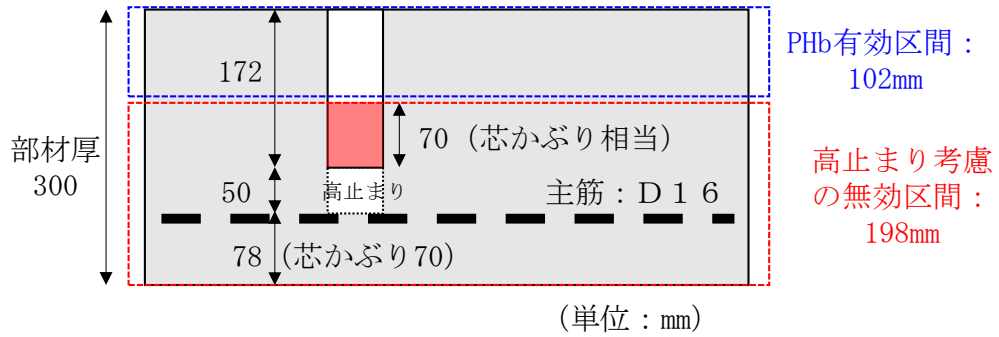 部材厚
300
172
50
78 (芯かぶり70)
70 (芯かぶり相当)
高止まり
主筋：D16
PHb有効区間：
102mm
高止まり考慮
の無効区間：
198mm
(単位：mm)